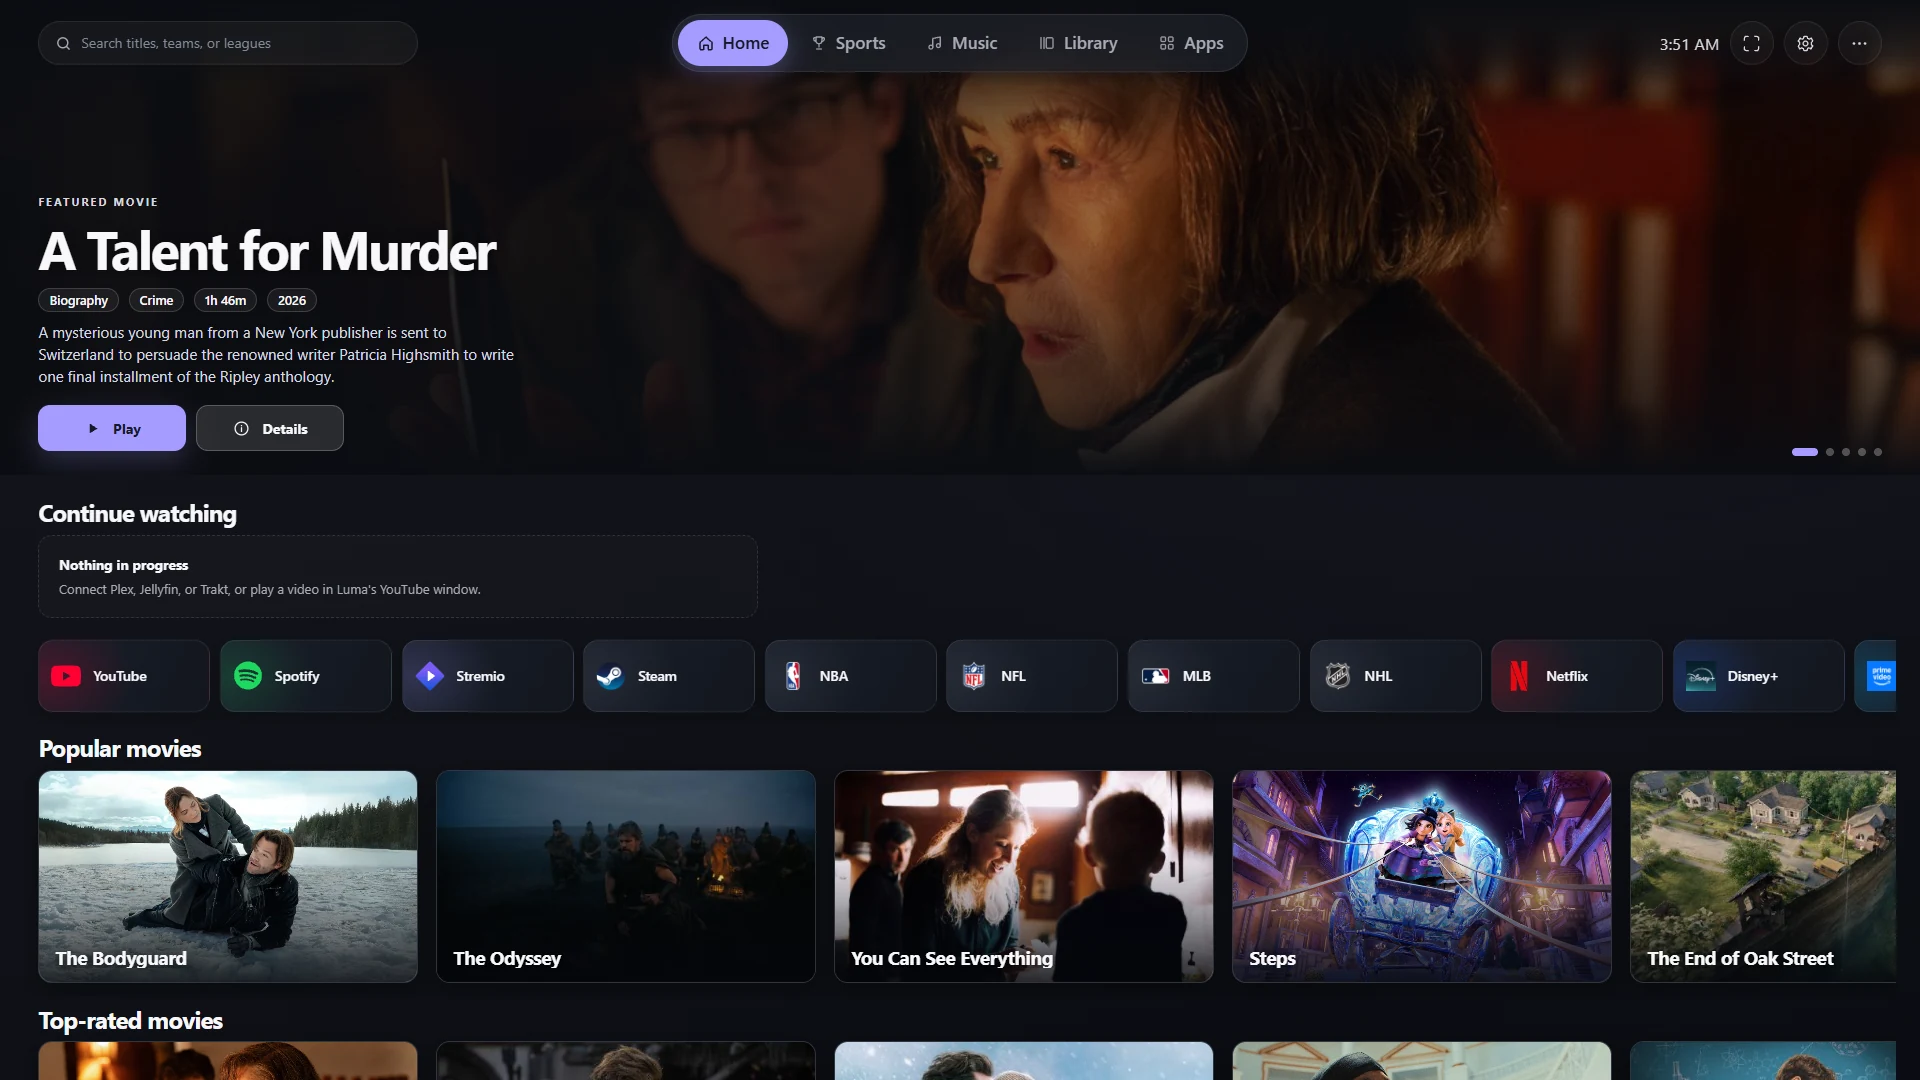 Search titles, teams, or leagues
Home
Sports
Music
Library
Apps
3:51 AM
FEATURED MOVIE
A Talent for Murder
Biography
Crime
1h 46m
2026
A mysterious young man from a New York publisher is sent to
Switzerland to persuade the renowned writer Patricia Highsmith to write
one final installment of the Ripley anthology.
Play
Details
Continue watching
Nothing in progress
Connect Plex, Jellyfin, or Trakt, or play a video in Luma's YouTube window.
YouTube
Spotify
Stremio
Steam
NBA
NFL
NFL
MLB
NHL
Netflix
Disney+
Disney+
prime
video
Popular movies
The Bodyguard
The Odyssey
You Can See Everything
Steps
The End of Oak Street
Top-rated movies